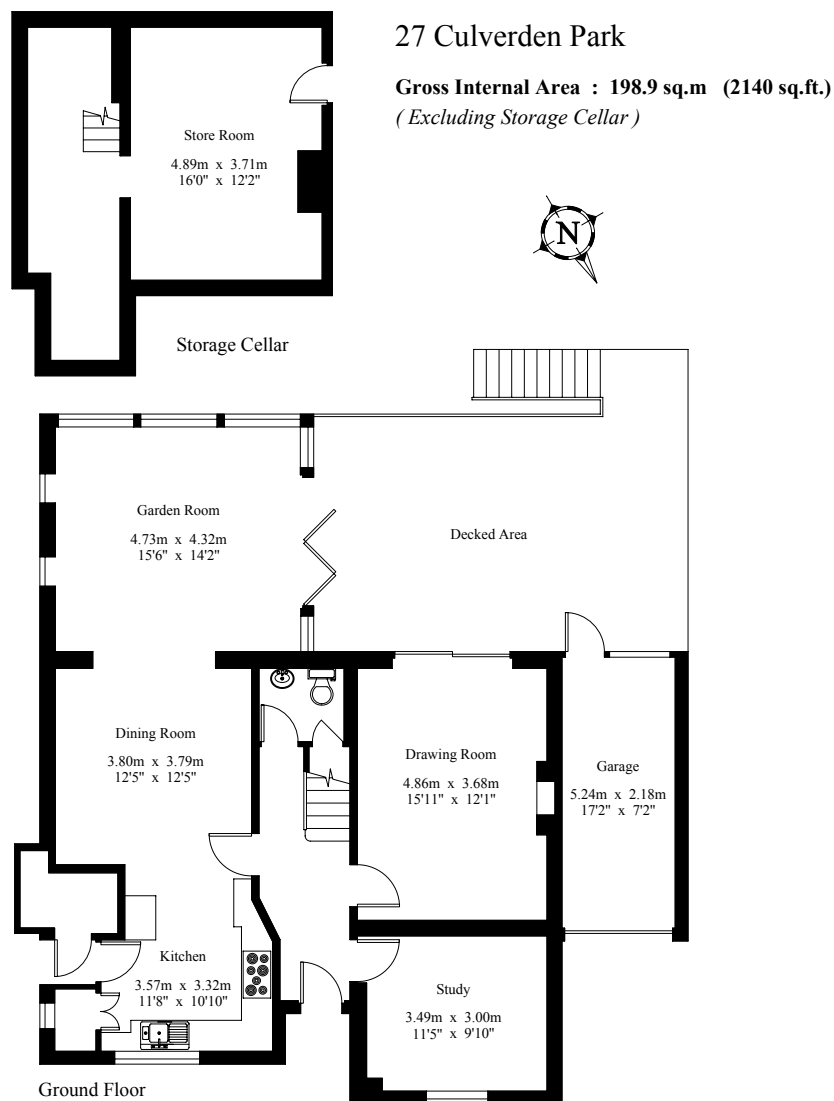 27 Culverden Park
Gross Internal Area : 198.9 sq.m (2140 sq.ft.)
( Excluding Storage Cellar )
Store Room
4.89m x 3.71m
16'0" x 12'2"
N
Storage Cellar
Garden Room
4.73m x 4.32m
15'6" x 14'2"
Decked Area
Dining Room
3.80m x 3.79m
12'5" x 12'5"
Drawing Room
4.86m x 3.68m
15'11" x 12'1"
Garage
5.24m x 2.18m
17'2" x 7'2"
Kitchen
3.57m x 3.32m
11'8" x 10'10"
Study
3.49m x 3.00m
11'5" x 9'10"
Ground Floor